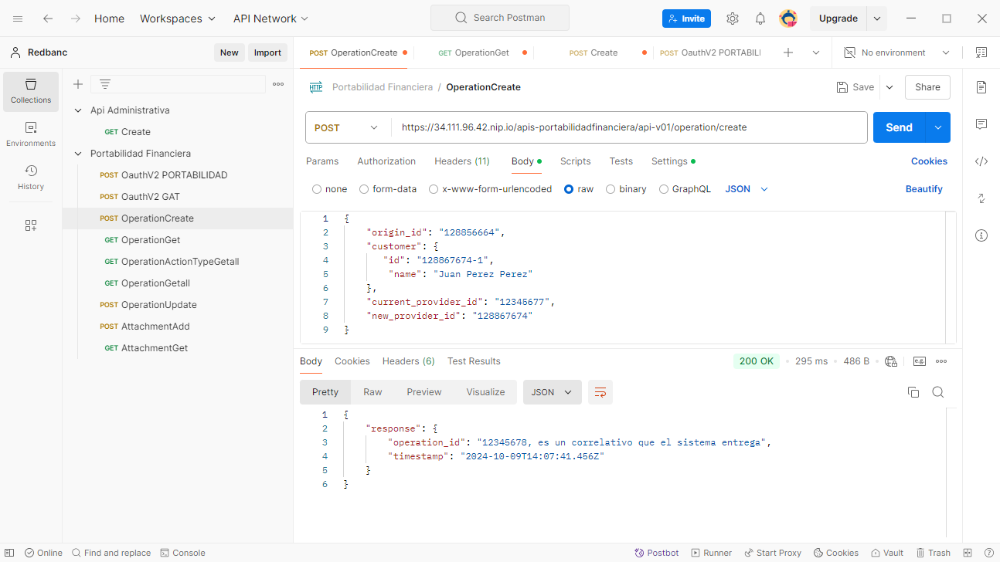 Home
Workspaces
API Network
Search Postman
Invite
Upgrade
Redbanc
New
Import
POST OperationCreate
GET OperationGet
POST Create
POST OauthV2 PORTABILI
No environment
Collections
Environments
History
Api Administrativa
GET Create
Portabilidad Financiera
POST OauthV2 PORTABILIDAD
POST OauthV2 GAT
POST OperationCreate
GET OperationGet
GET OperationActionTypeGetall
GET OperationGetall
POST OperationUpdate
POST AttachmentAdd
GET AttachmentGet
HTTP
Portabilidad Financiera / OperationCreate
Save
Share
POST
https://34.111.96.42.nip.io/apis-portabilidadfinanciera/api-v01/operation/create
Send
Params Authorization Headers (11) Body Scripts Tests Settings Cookies
none form-data x-www-form-urlencoded raw binary GraphQL JSON Beautify
1 {
2 "origin_id": "128856664",
3 "customer": {
4 "id": "128867674-1",
5 "name": "Juan Perez Perez"
6 },
7 "current_provider_id": "12345677",
8 "new_provider_id": "128867674"
9 }
Body Cookies Headers (6) Test Results
200 OK • 295 ms • 486 B • e.g.
Pretty Raw Preview Visualize JSON
1 {
2 "response": {
3 "operation_id": "12345678, es un correlativo que el sistema entrega",
4 "timestamp": "2024-10-09T14:07:41.456Z"
5 }
6 }
Online Find and replace Console Postbot Runner Start Proxy Cookies Vault Trash